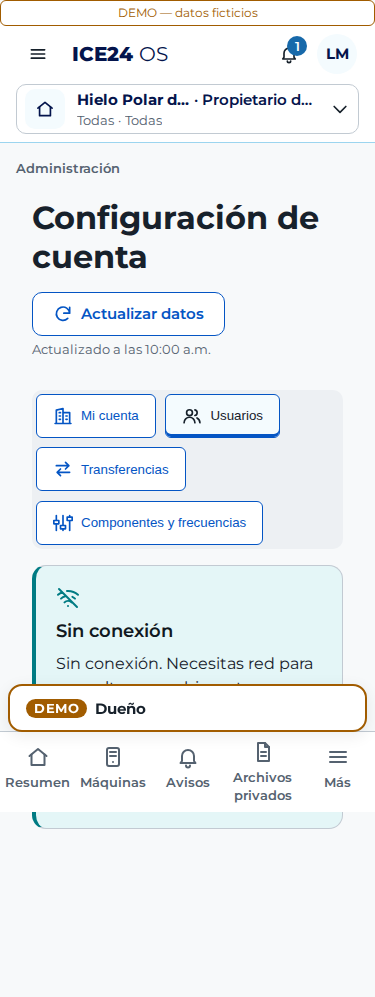 DEMO — datos ficticios
ICE24 OS
1
LM
Hielo Polar d... · Propietario d...
Todas · Todas
Administración
Configuración de
cuenta
Actualizar datos
Actualizado a las 10:00 a.m.
Mi cuenta
Usuarios
Transferencias
Componentes y frecuencias
Sin conexión
Sin conexión. Necesitas red para
DEMO Dueño
Resumen
Máquinas
Avisos
Archivos
privados
Más